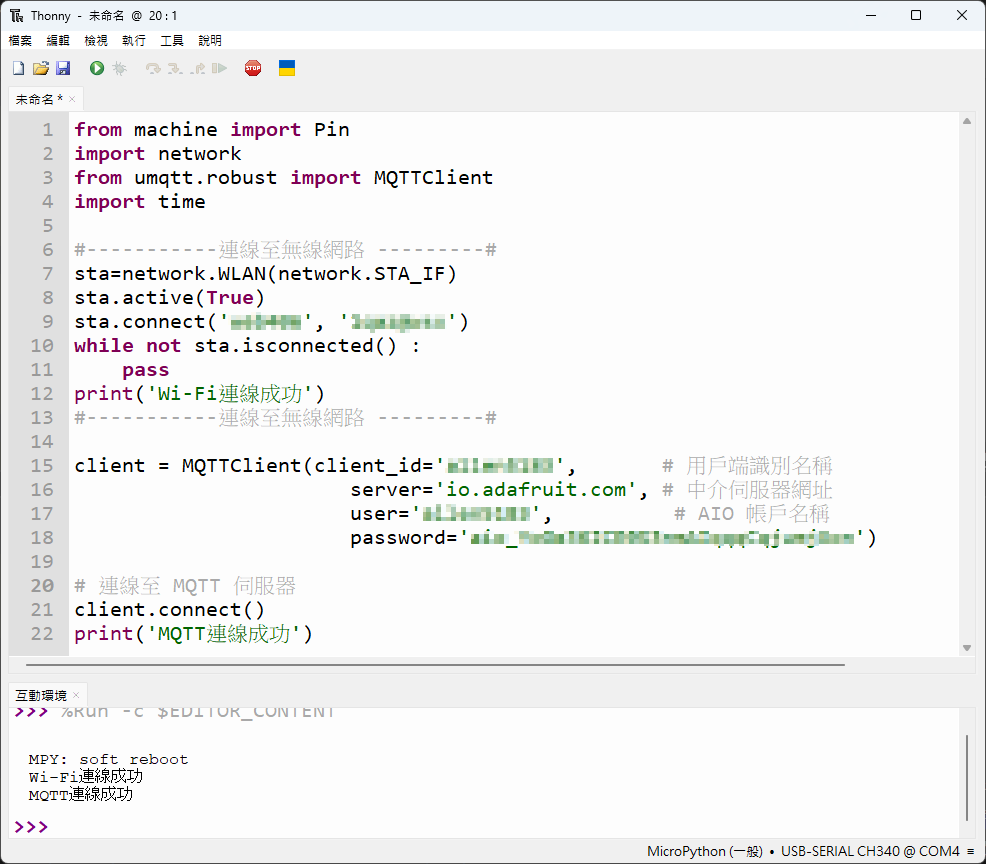 Thonny - 未命名 @ 20 : 1
檔案 編輯 檢視 執行 工具 說明
STOP
未命名 * ×
1 from machine import Pin
2 import network
3 from umqtt.robust import MQTTClient
4 import time
5
6 #-----------連線至無線網路 ---------#
7 sta=network.WLAN(network.STA_IF)
8 sta.active(True)
9 sta.connect('', '')
10 while not sta.isconnected() :
11     pass
12 print('Wi-Fi連線成功')
13 #-----------連線至無線網路 ---------#
14
15 client = MQTTClient(client_id='', # 用戶端識別名稱
16 server='io.adafruit.com', # 中介伺服器網址
17 user='', # AIO 帳戶名稱
18 password='')
19
20 # 連線至 MQTT 伺服器
21 client.connect()
22 print('MQTT連線成功')
互動環境 ×
>>> %Run -c $EDITOR_CONTENT
MPY: soft reboot
Wi-Fi連線成功
MQTT連線成功
>>>
MicroPython (一般) • USB-SERIAL CH340 @ COM4 ≡